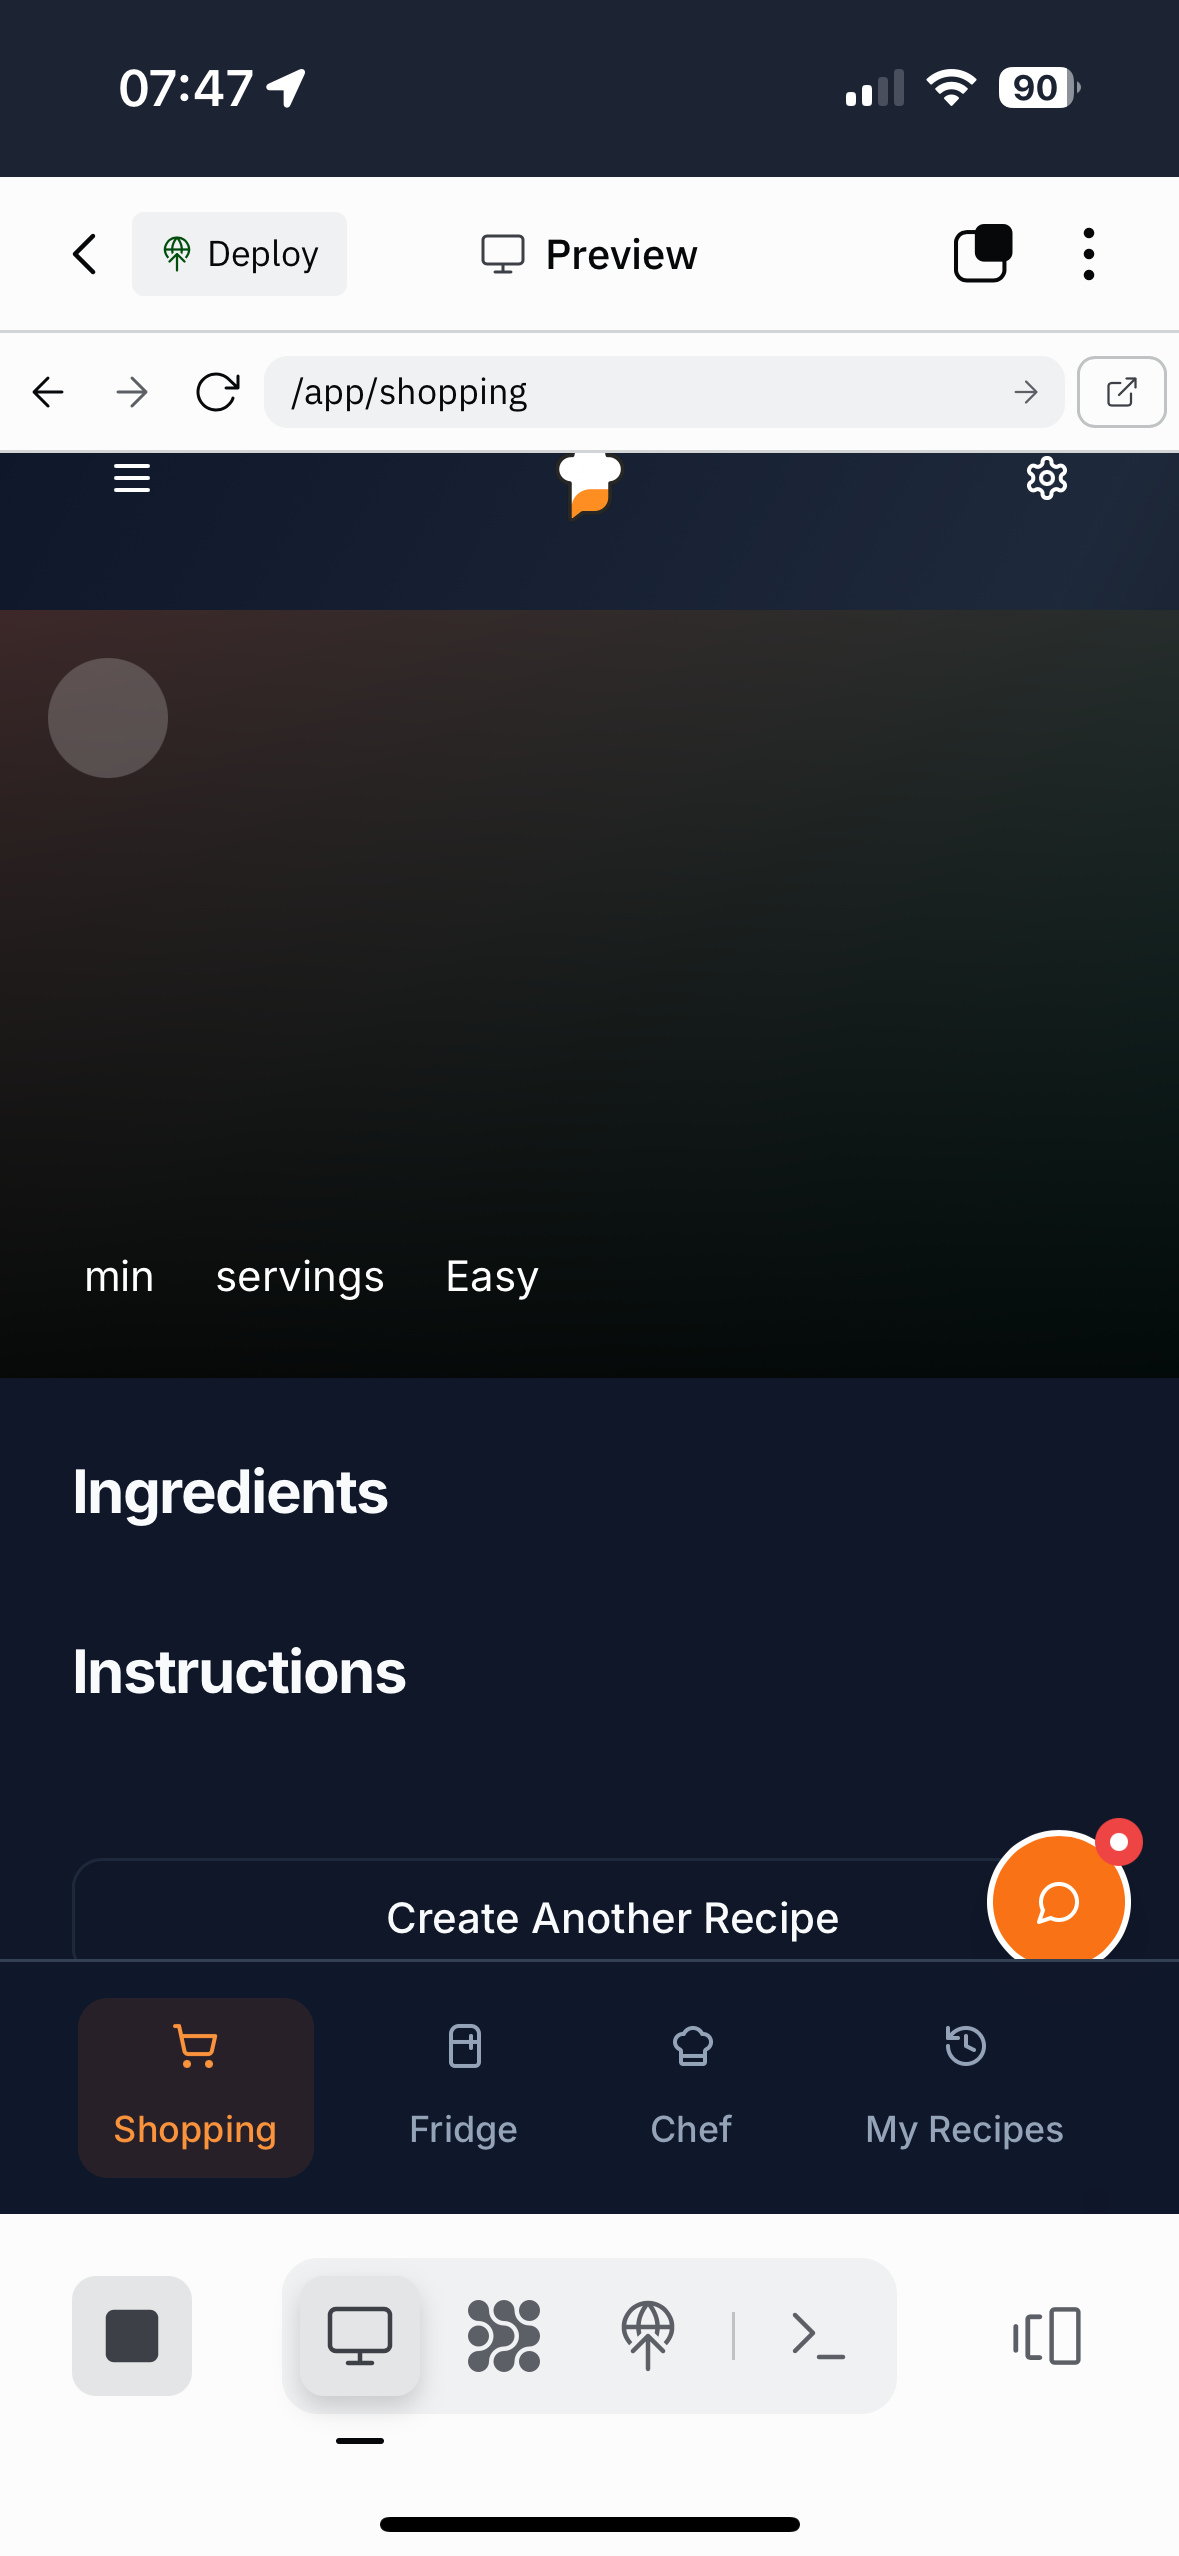 07:47
90
Deploy
Preview
/app/shopping
min servings Easy
Ingredients
Instructions
Create Another Recipe
Shopping Fridge Chef My Recipes